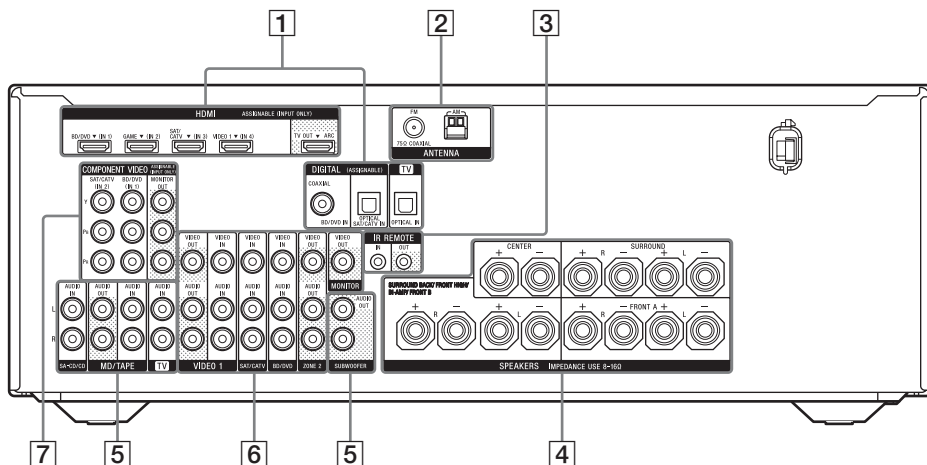 1
2
3
HDMI ASSIGNABLE (INPUT ONLY)
BD/DVD ▼ (IN 1)
GAME ▼ (IN 2)
SAT/
CATV ▼ (IN 3)
VIDEO 1 ▼ (IN 4)
TV OUT ▼ ARC
FM
AM
75Ω COAXIAL
ANTENNA
COMPONENT VIDEO
ASSIGNABLE
(INPUT ONLY)
SAT/CATV
(IN 2)
BD/DVD
(IN 1)
MONITOR
OUT
Y
PB
PR
DIGITAL (ASSIGNABLE)
TV
COAXIAL
BD/DVD IN
OPTICAL
SAT/CATV IN
OPTICAL IN
VIDEO
OUT
VIDEO
IN
VIDEO
IN
VIDEO
IN
VIDEO
OUT
VIDEO
OUT
MONITOR
IR REMOTE
IN
OUT
CENTER
SURROUND
+ −
+ R − + L −
SURROUND BACK/ FRONT HIGH/
BI-AMP/ FRONT B
+ R − + L −
+ R − FRONT A + L −
SPEAKERS IMPEDANCE USE 8-16Ω
AUDIO
IN
AUDIO
OUT
AUDIO
IN
AUDIO
IN
AUDIO
OUT
AUDIO
IN
AUDIO
IN
AUDIO
IN
AUDIO
OUT
AUDIO
OUT
L
R
SA-CD/CD
MD/TAPE
TV
VIDEO 1
SAT/CATV
BD/DVD
ZONE 2
SUBWOOFER
7
5
6
5
4